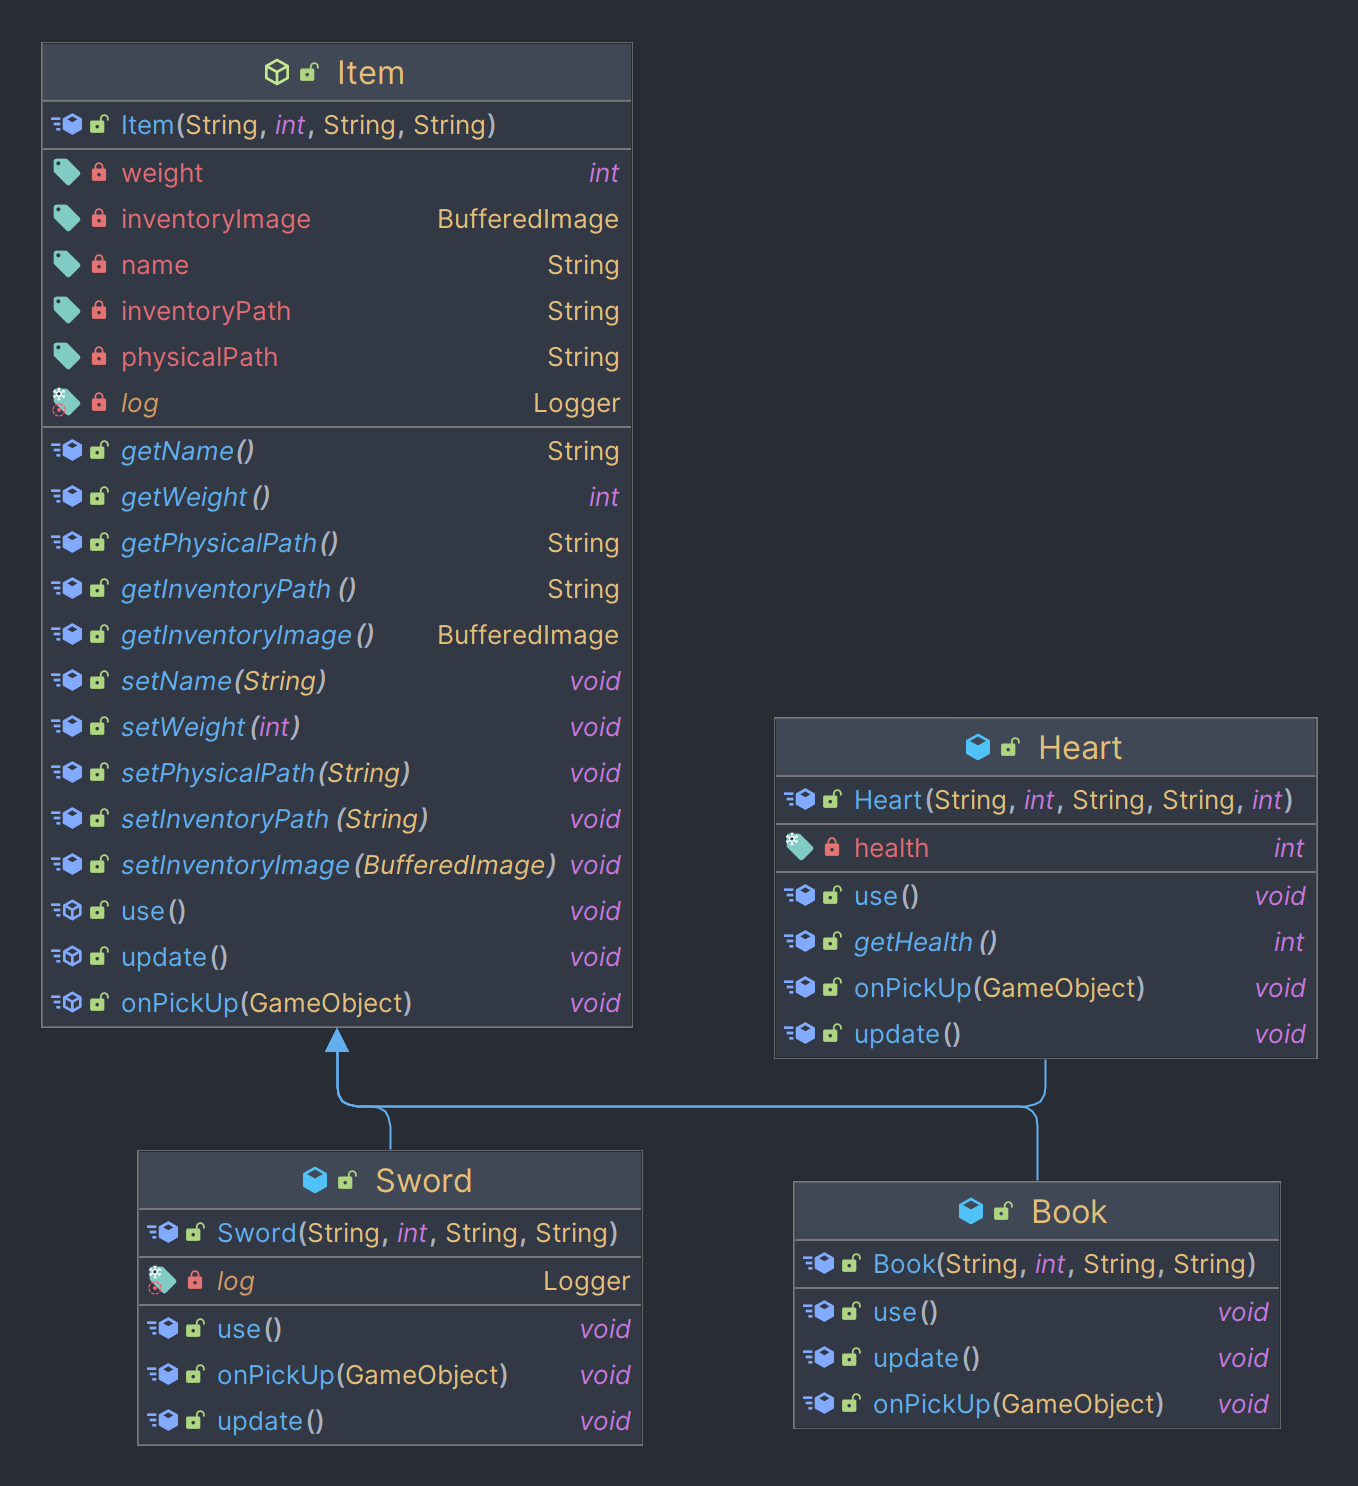 Item
Item(String, int, String, String)
weight int
inventoryImage BufferedImage
name String
inventoryPath String
physicalPath String
log Logger
getName() String
getWeight() int
getPhysicalPath() String
getInventoryPath() String
getInventoryImage() BufferedImage
setName(String) void
setWeight(int) void
setPhysicalPath(String) void
setInventoryPath(String) void
setInventoryImage(BufferedImage) void
use() void
update() void
onPickUp(GameObject) void
Heart
Heart(String, int, String, String, int)
health int
use() void
getHealth() int
onPickUp(GameObject) void
update() void
Sword
Sword(String, int, String, String)
log Logger
use() void
onPickUp(GameObject) void
update() void
Book
Book(String, int, String, String)
use() void
update() void
onPickUp(GameObject) void